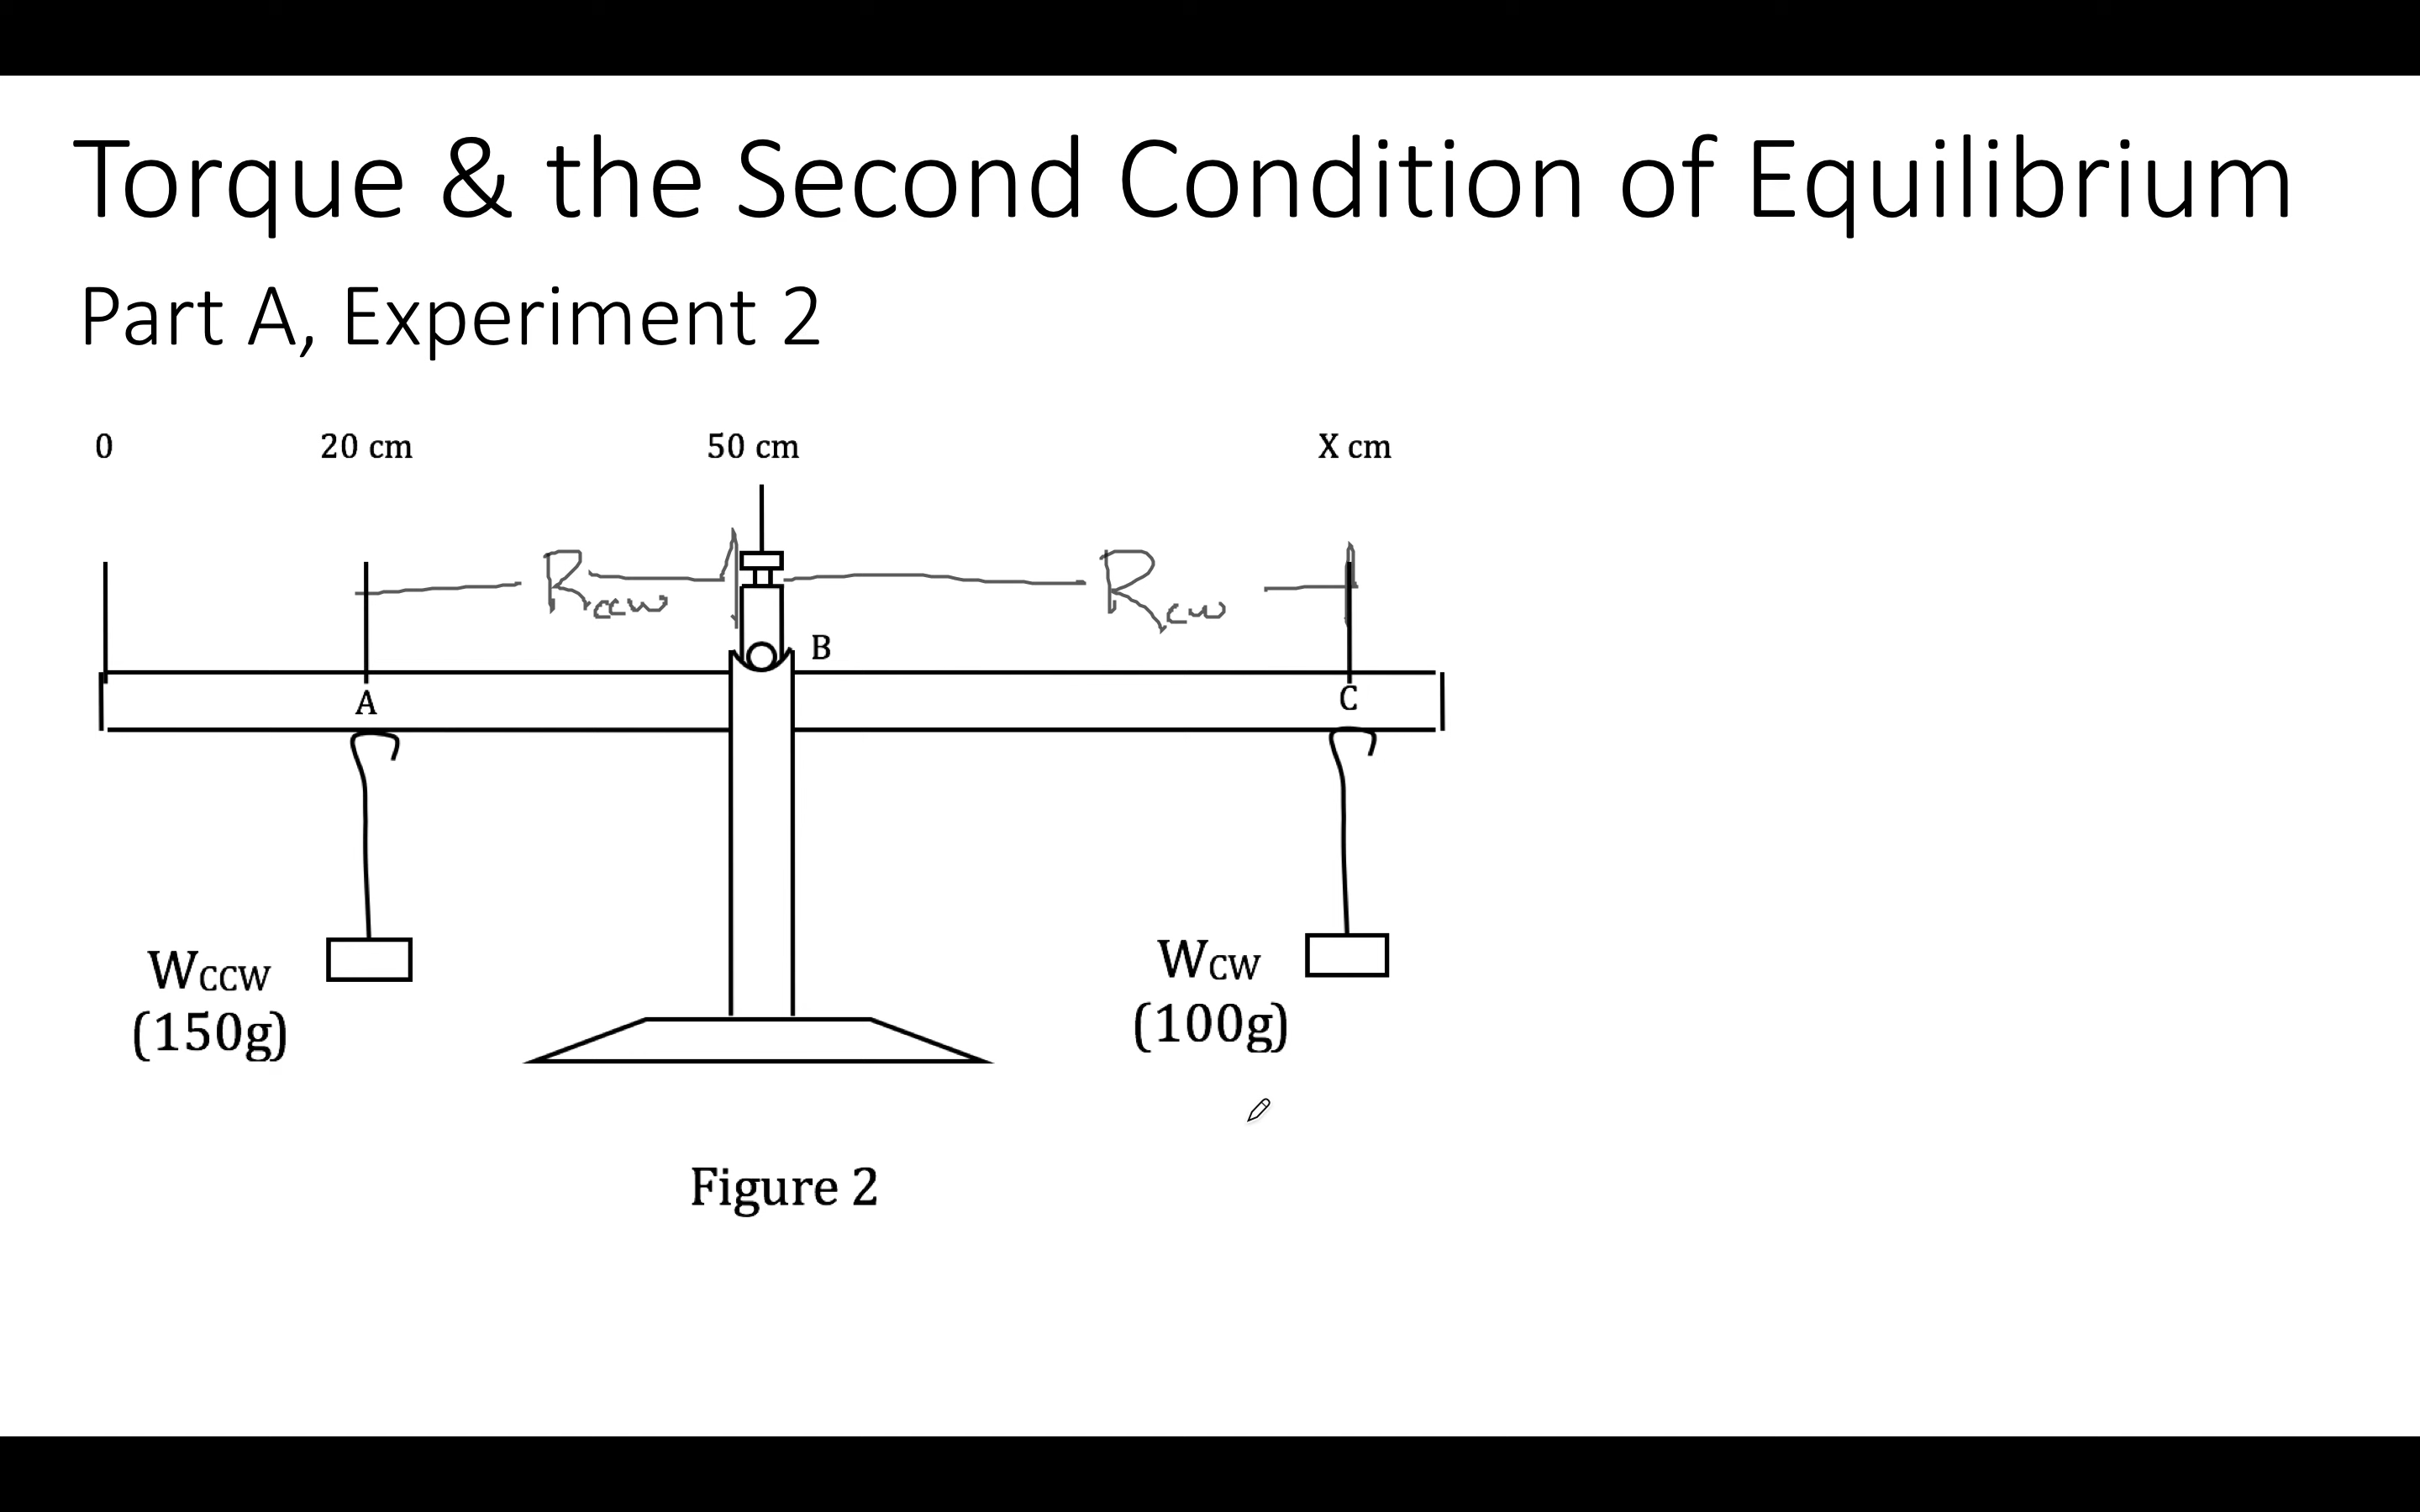 Torque & the Second Condition of Equilibrium
Part A, Experiment 2
0 20 cm 50 cm X cm
Rccw Rcw
B
A C
WCCW WCW
(150g) (100g)
Figure 2